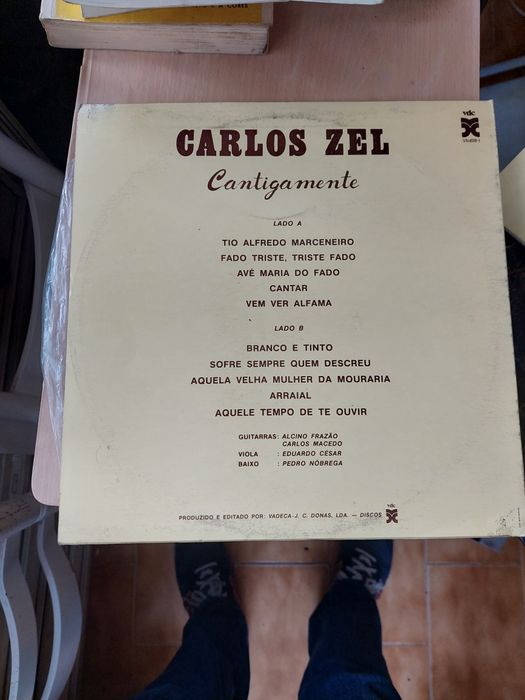 vdc
CARLOS ZEL
Cantigamente
LADO A
TIO ALFREDO MARCENEIRO
FADO TRISTE, TRISTE FADO
AVÉ MARIA DO FADO
CANTAR
VEM VER ALFAMA
LADO B
BRANCO E TINTO
SOFRE SEMPRE QUEM DESCREU
AQUELA VELHA MULHER DA MOURARIA
ARRAIAL
AQUELE TEMPO DE TE OUVIR
GUITARRAS: ALCINO FRAZÃO
CARLOS MACEDO
VIOLA : EDUARDO CÉSAR
BAIXO : PEDRO NÓBREGA
PRODUZIDO E EDITADO POR: VADECA-J. C. DONAS, LDA. — DISCOS
vdc